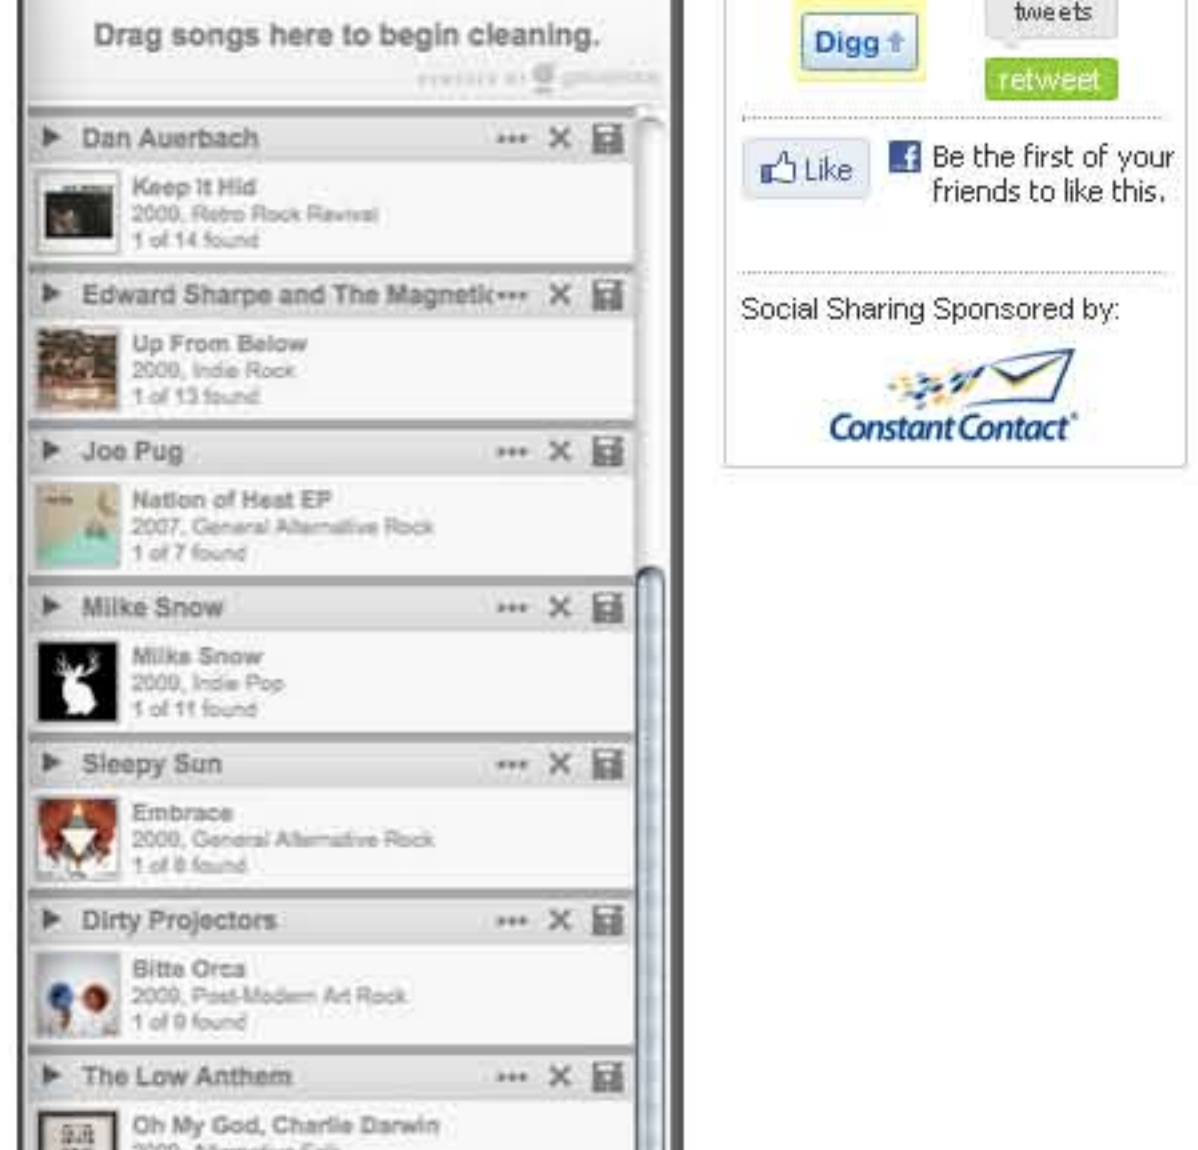 Drag songs here to begin cleaning.
POWERED BY gracenote
Dan Auerbach
Keep It Hid
2009, Retro Rock Revival
1 of 14 found
Edward Sharpe and The Magnetic
Up From Below
2009, Indie Rock
1 of 13 found
Joe Pug
Nation of Heat EP
2007, General Alternative Rock
1 of 7 found
Miike Snow
Miike Snow
2009, Indie Pop
1 of 11 found
Sleepy Sun
Embrace
2009, General Alternative Rock
1 of 8 found
Dirty Projectors
Bitte Orca
2009, Post-Modern Art Rock
1 of 9 found
The Low Anthem
Oh My God, Charlie Darwin
tweets
Digg
retweet
Like
f
Be the first of your
friends to like this.
Social Sharing Sponsored by:
Constant Contact